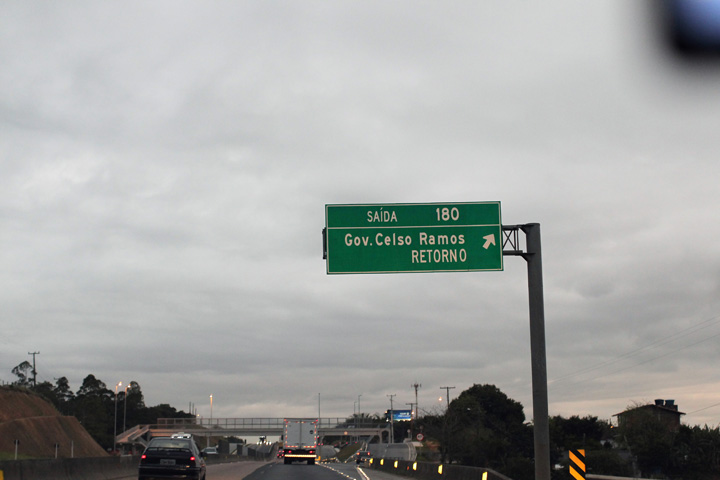 SAÍDA 180
Gov. Celso Ramos
RETORNO